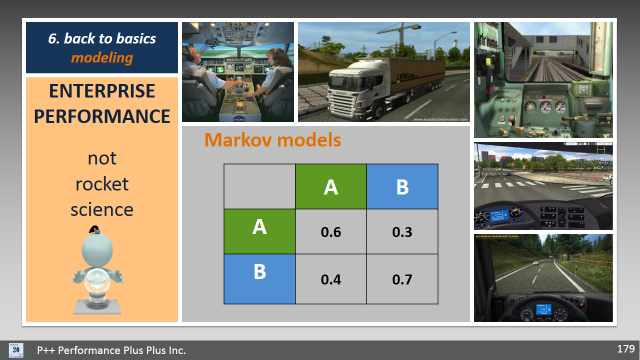 6. back to basics
modeling
ENTERPRISE
PERFORMANCE
not
rocket
science
Markov models
A B
A 0.6 0.3
B 0.4 0.7
P++ Performance Plus Plus Inc.
179